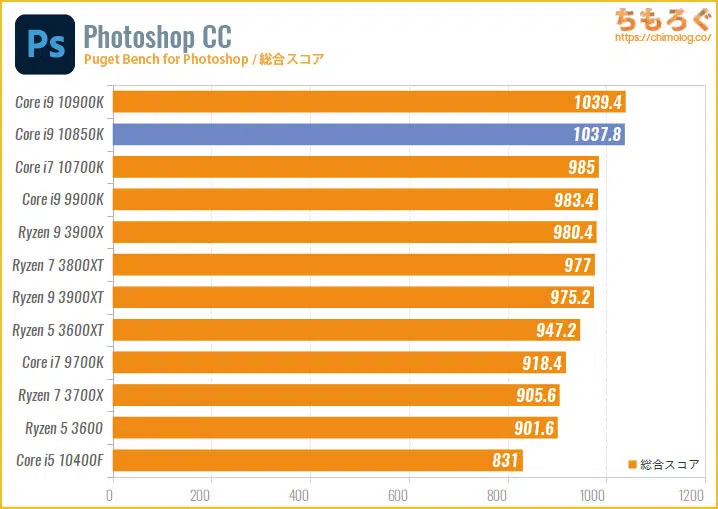 ちもろぐ
https://chimolog.co/
Ps
Photoshop CC
Puget Bench for Photoshop / 総合スコア
Core i9 10900K 1039.4
Core i9 10850K 1037.8
Core i7 10700K 985
Core i9 9900K 983.4
Ryzen 9 3900X 980.4
Ryzen 7 3800XT 977
Ryzen 9 3900XT 975.2
Ryzen 5 3600XT 947.2
Core i7 9700K 918.4
Ryzen 7 3700X 905.6
Ryzen 5 3600 901.6
Core i5 10400F 831
総合スコア
0 200 400 600 800 1000 1200